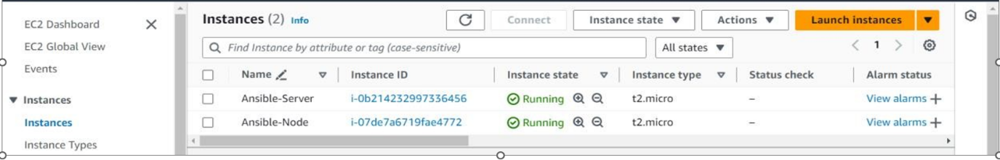 EC2 Dashboard
EC2 Global View
Events
Instances
Instances
Instance Types
Instances (2) Info
Connect
Instance state
Actions
Launch instances
Find Instance by attribute or tag (case-sensitive)
All states
1
Name Instance ID Instance state Instance type Status check Alarm status
Ansible-Server i-0b214232997336456 Running t2.micro – View alarms +
Ansible-Node i-07de7a6719fae4772 Running t2.micro – View alarms +